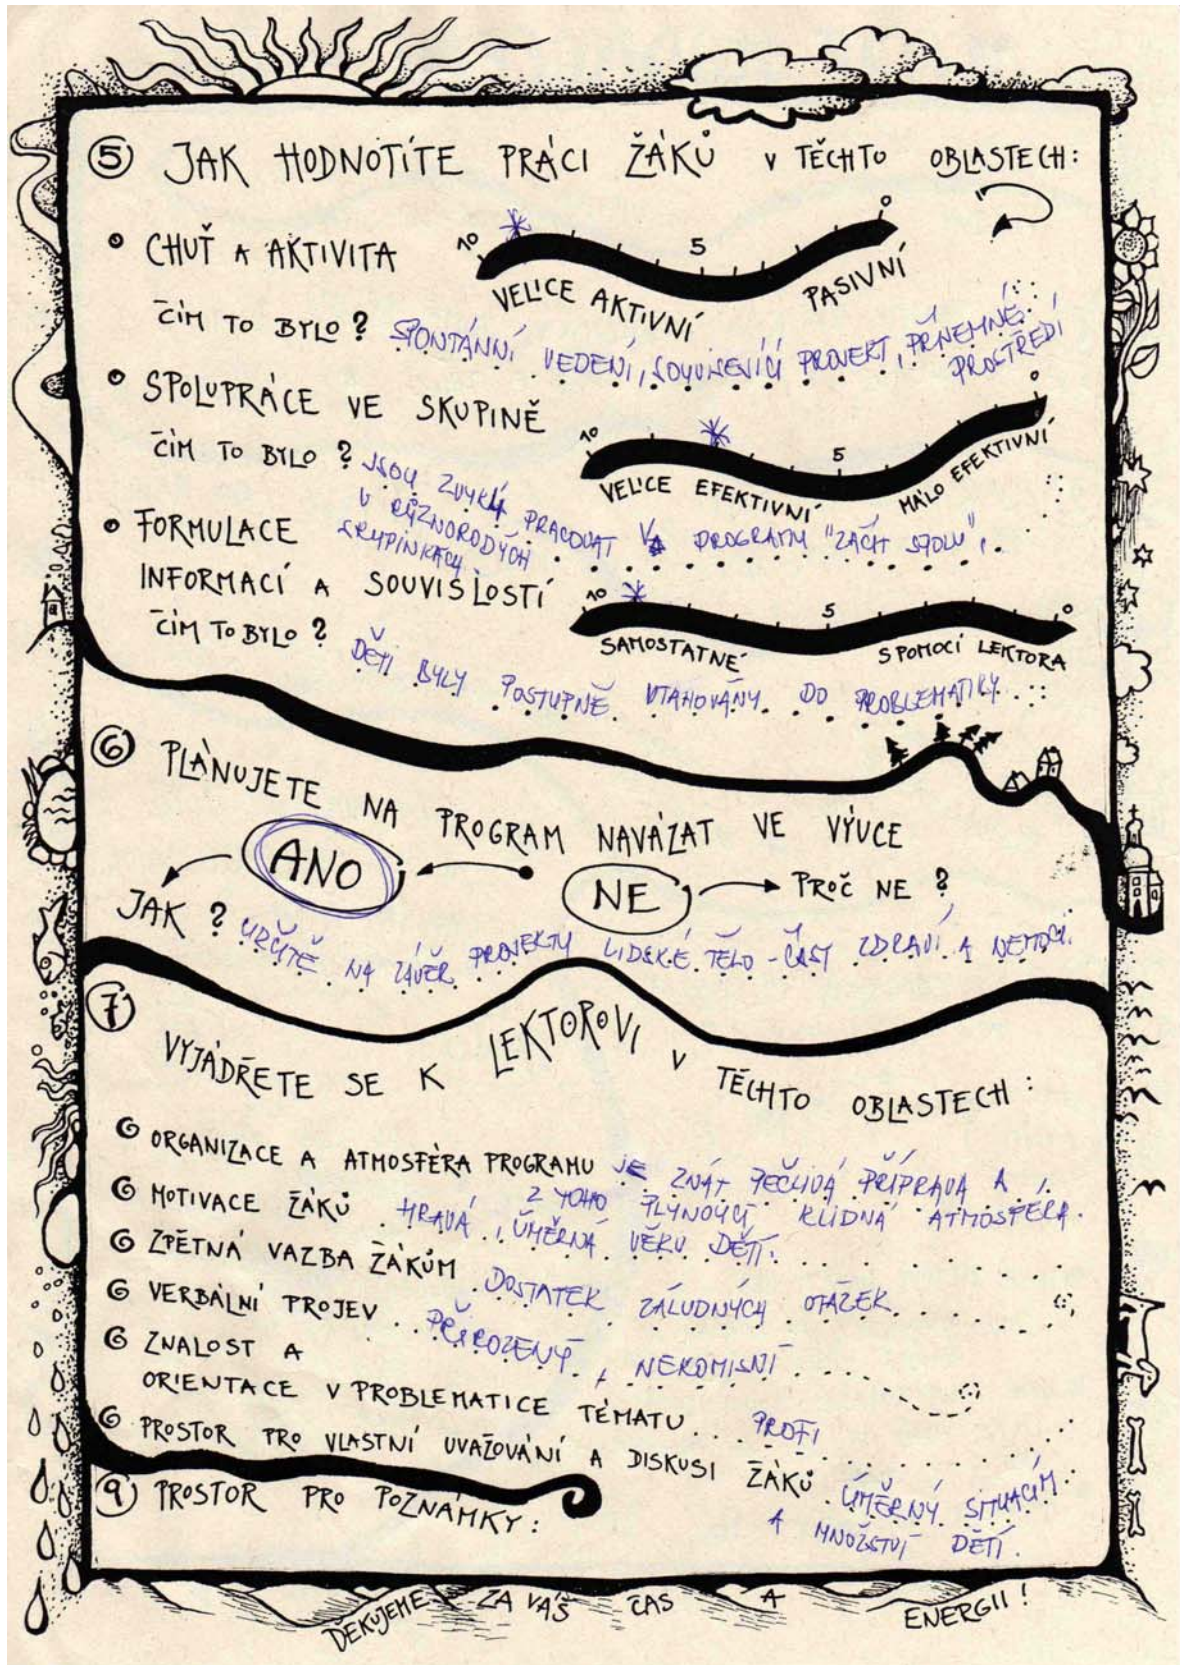 5 JAK HODNOTÍTE PRÁCI ŽÁKŮ V TĚCHTO OBLASTECH:
CHUŤ A AKTIVITA
10 5 0
VELICE AKTIVNÍ PASIVNÍ
ČÍM TO BYLO? SPONTÁNNÍ VEDENÍ, SOUVISEJÍCÍ PROJEKT, PŘÍJEMNÉ
PROSTŘEDÍ
SPOLUPRÁCE VE SKUPINĚ
10 5 0
VELICE EFEKTIVNÍ MÁLO EFEKTIVNÍ
ČÍM TO BYLO? JSOU ZVYKLÍ PRACOVAT V PROGRAMU "ZAČÍT SPOLU",
V RŮZNORODÝCH
SKUPINKÁCH
FORMULACE
INFORMACÍ A SOUVISLOSTÍ
10 5 0
SAMOSTATNĚ S POMOCÍ LEKTORA
ČÍM TO BYLO? DĚTI BYLY POSTUPNĚ VTAHOVÁNY DO PROBLEMATIKY
6 PLÁNUJETE NA PROGRAM NAVÁZAT VE VÝUCE
ANO NE PROČ NE?
JAK? URČITĚ NA ZÁVĚR PROJEKTU LIDSKÉ TĚLO - ČÁST ZDRAVÍ A NEMOCI.
7 VYJÁDŘETE SE K LEKTOROVI V TĚCHTO OBLASTECH:
ORGANIZACE A ATMOSFÉRA PROGRAMU JE ZNÁT PEČLIVÁ PŘÍPRAVA A
Z TOHO PLYNOUCÍ KLIDNÁ ATMOSFÉRA.
MOTIVACE ŽÁKŮ HRAVÁ, ÚMĚRNÁ VĚKU DĚTÍ.
ZPĚTNÁ VAZBA ŽÁKŮM DOSTATEK ZÁLUDNÝCH OTÁZEK
VERBÁLNÍ PROJEV PŘIROZENÝ, NEKOMISNÍ
ZNALOST A
ORIENTACE V PROBLEMATICE TÉMATU PROFI
PROSTOR PRO VLASTNÍ UVAŽOVÁNÍ A DISKUSI ŽÁKŮ ÚMĚRNÝ SITUACÍM
A MNOŽSTVÍ DĚTÍ.
9 PROSTOR PRO POZNÁMKY:
DĚKUJEME ZA VÁŠ ČAS A ENERGII!